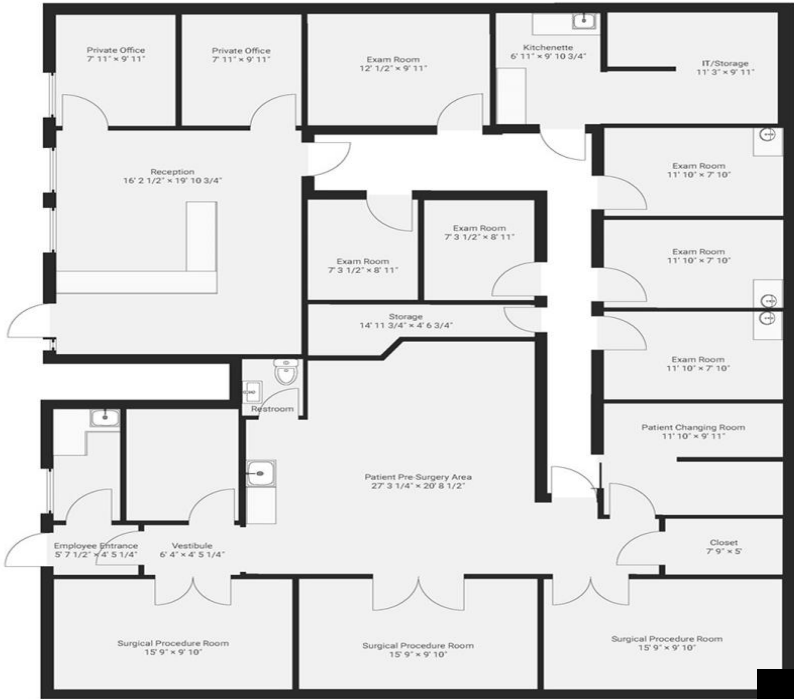 Private Office
7' 11" × 9' 11"
Private Office
7' 11" × 9' 11"
Exam Room
12' 1/2" × 9' 11"
Kitchenette
6' 11" × 9' 10 3/4"
IT/Storage
11' 3" × 9' 11"
Reception
16' 2 1/2" × 19' 10 3/4"
Exam Room
11' 10" × 7' 10"
Exam Room
7' 3 1/2" × 8' 11"
Exam Room
7' 3 1/2" × 8' 11"
Exam Room
11' 10" × 7' 10"
Storage
14' 11 3/4" × 4' 6 3/4"
Exam Room
11' 10" × 7' 10"
Restroom
Patient Changing Room
11' 10" × 9' 11"
Patient Pre-Surgery Area
27' 3 1/4" × 20' 8 1/2"
Employee Entrance
5' 7 1/2" × 4' 5 1/4"
Vestibule
6' 4" × 4' 5 1/4"
Closet
7' 9" × 5'
Surgical Procedure Room
15' 9" × 9' 10"
Surgical Procedure Room
15' 9" × 9' 10"
Surgical Procedure Room
15' 9" × 9' 10"